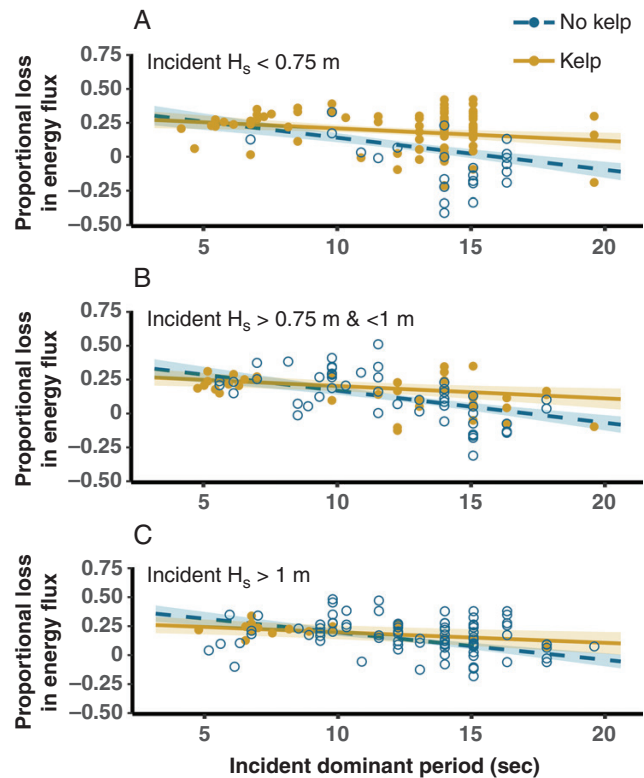 A
No kelp
Kelp
Incident Hs < 0.75 m
Proportional loss
in energy flux
0.75
0.50
0.25
0
−0.25
−0.50
5
10
15
20
B
Incident Hs > 0.75 m & <1 m
Proportional loss
in energy flux
0.75
0.50
0.25
0
−0.25
−0.50
5
10
15
20
C
Incident Hs > 1 m
Proportional loss
in energy flux
0.75
0.50
0.25
0
−0.25
−0.50
5
10
15
20
Incident dominant period (sec)